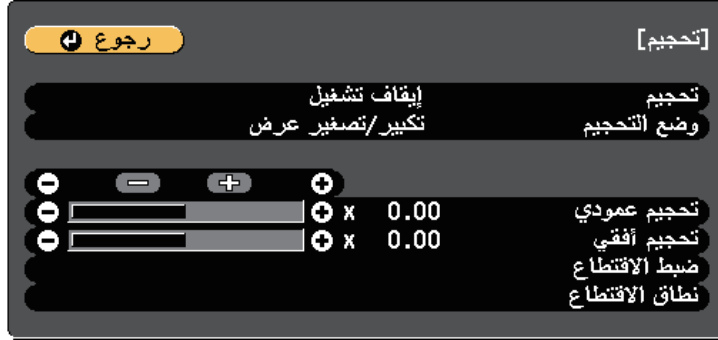 [تحجيم] رجوع
تحجيم إيقاف تشغيل
وضع التحجيم تكبير/تصغير عرض
تحجيم عمودي 0.00 x
تحجيم أفقي 0.00 x
ضبط الاقتطاع
نطاق الاقتطاع